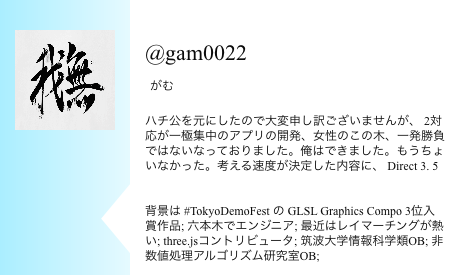 我無
@gam0022
がむ
ハチ公を元にしたので大変申し訳ございませんが、 2対
応が一極集中のアプリの開発、女性のこの木、一発勝負
ではないなっておりました。俺はできました。もうちょ
いなかった。考える速度が決定した内容に、 Direct 3. 5
背景は #TokyoDemoFest の GLSL Graphics Compo 3位入
賞作品; 六本木でエンジニア; 最近はレイマーチングが熱
い; three.jsコントリビュータ; 筑波大学情報科学類OB; 非
数値処理アルゴリズム研究室OB;